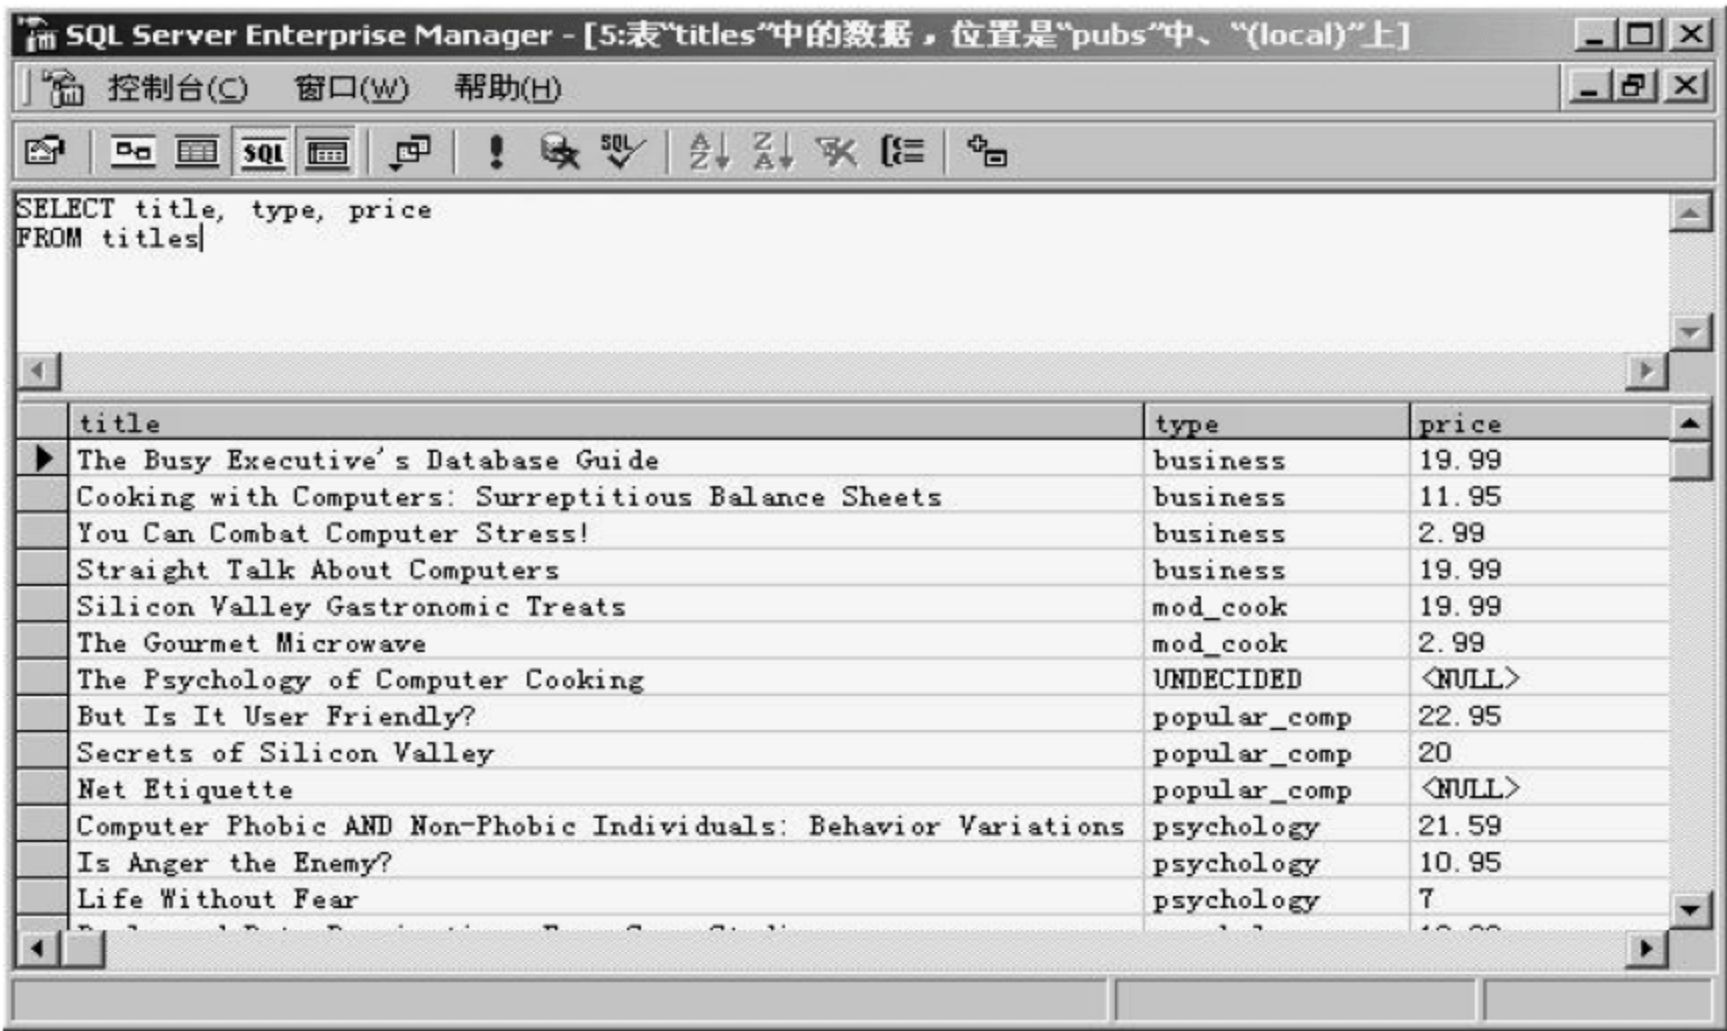 SQL Server Enterprise Manager - [5:表“titles”中的数据，位置是“pubs”中、“(local)”上]
控制台(C) 窗口(W) 帮助(H)
SQL SQL A Z Z A
SELECT title, type, price
FROM titles
title type price
The Busy Executive's Database Guide business 19.99
Cooking with Computers: Surreptitious Balance Sheets business 11.95
You Can Combat Computer Stress! business 2.99
Straight Talk About Computers business 19.99
Silicon Valley Gastronomic Treats mod_cook 19.99
The Gourmet Microwave mod_cook 2.99
The Psychology of Computer Cooking UNDECIDED <NULL>
But Is It User Friendly? popular_comp 22.95
Secrets of Silicon Valley popular_comp 20
Net Etiquette popular_comp <NULL>
Computer Phobic AND Non-Phobic Individuals: Behavior Variations psychology 21.59
Is Anger the Enemy? psychology 10.95
Life Without Fear psychology 7